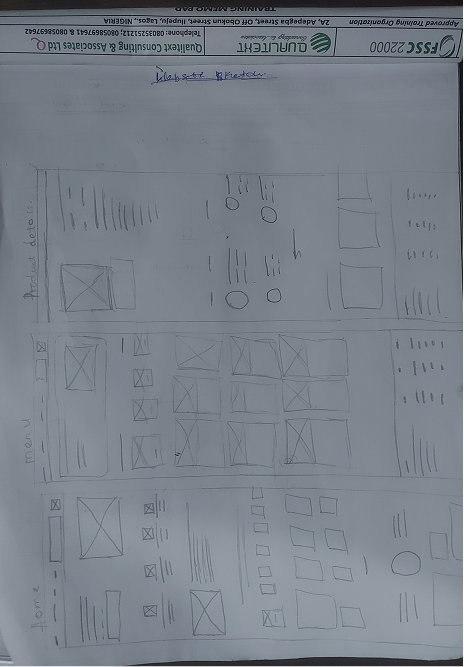 TRAINING MEMO PAD
Approved Training Organization
2A, Adegbagba Street, Off Obokun Street, Ilupeju, Lagos, NIGERIA.
FSSC 22000
QUALITEXT
Consulting & Associates
Qualitext Consulting & Associates Ltd
Telephone: 08035251212; 08058697641 & 08058697642
Website Sketch
Product details
menu
Home